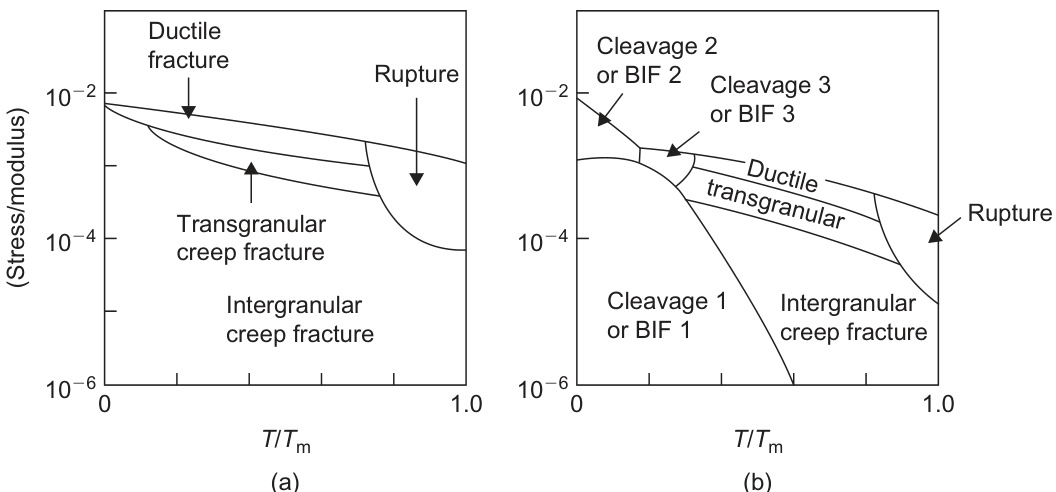 Ductile
fracture
Rupture
10−2
(Stress/modulus)
Transgranular
creep fracture
10−4
Intergranular
creep fracture
10−6
0
1.0
T/Tm
(a)
Cleavage 2
or BIF 2
Cleavage 3
or BIF 3
10−2
Ductile
transgranular
Rupture
10−4
Cleavage 1
or BIF 1
Intergranular
creep fracture
10−6
0
1.0
T/Tm
(b)